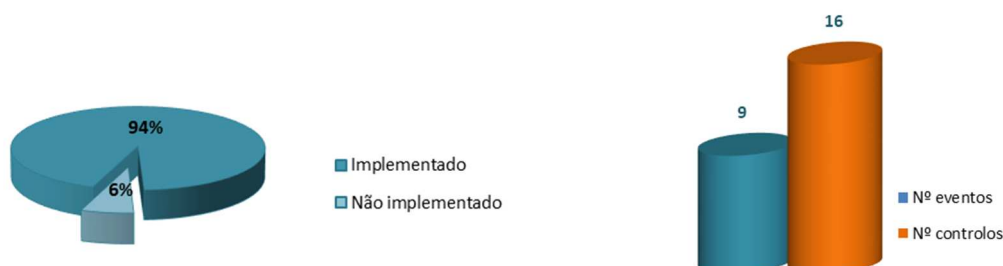 94%
6%
Implementado
Não implementado
16
9
Nº eventos
Nº controlos